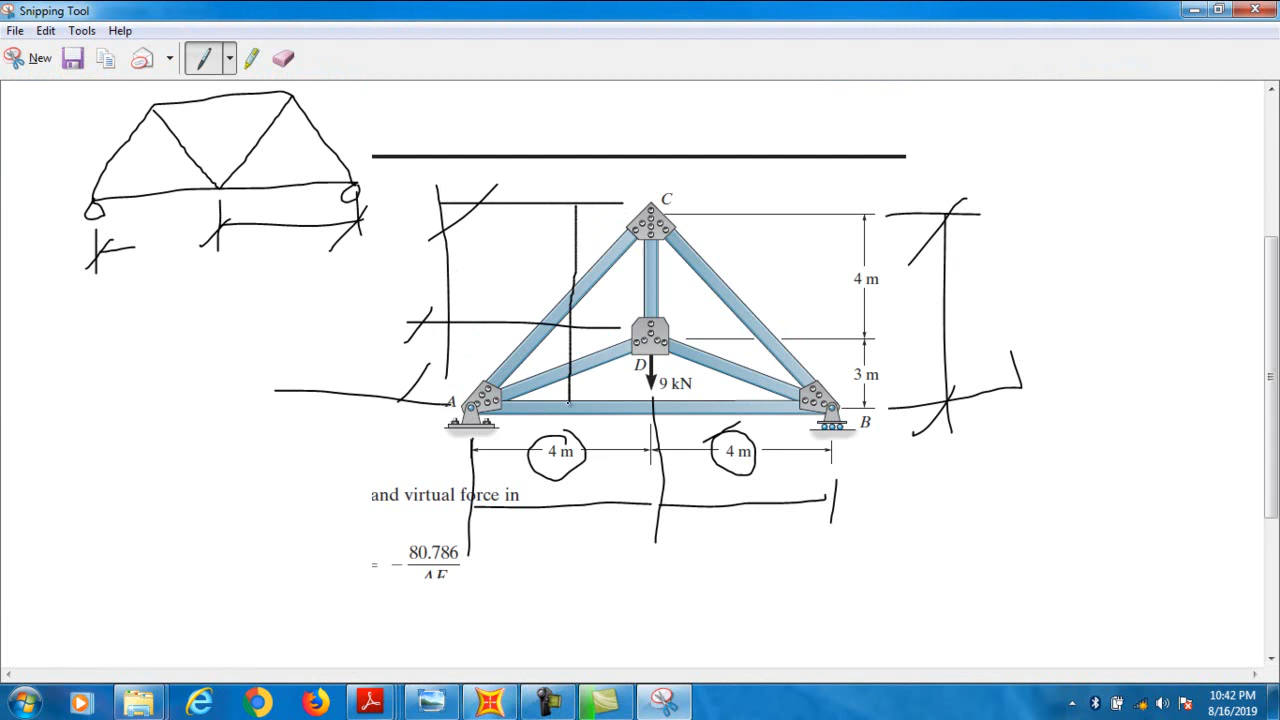 Snipping Tool
File Edit Tools Help
New
C
4 m
D
9 kN
3 m
A
B
4 m
4 m
and virtual force in
= − 80.786
AE
10:42 PM
8/16/2019